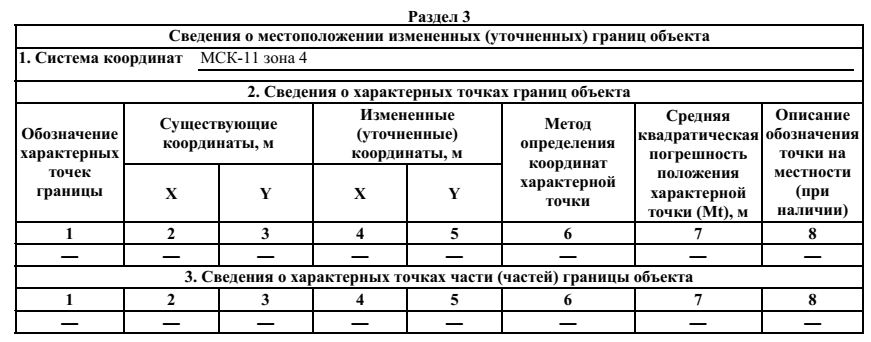 Раздел 3
Сведения о местоположении измененных (уточненных) границ объекта
1. Система координат МСК-11 зона 4
2. Сведения о характерных точках границ объекта
Обозначение
характерных
точек
границы
Существующие
координаты, м
Измененные
(уточненные)
координаты, м
Метод
определения
координат
характерной
точки
Средняя
квадратическая
погрешность
положения
характерной
точки (Mt), м
Описание
обозначения
точки на
местности
(при
наличии)
X Y X Y
1 2 3 4 5 6 7 8
— — — — — — — —
3. Сведения о характерных точках части (частей) границы объекта
1 2 3 4 5 6 7 8
— — — — — — — —